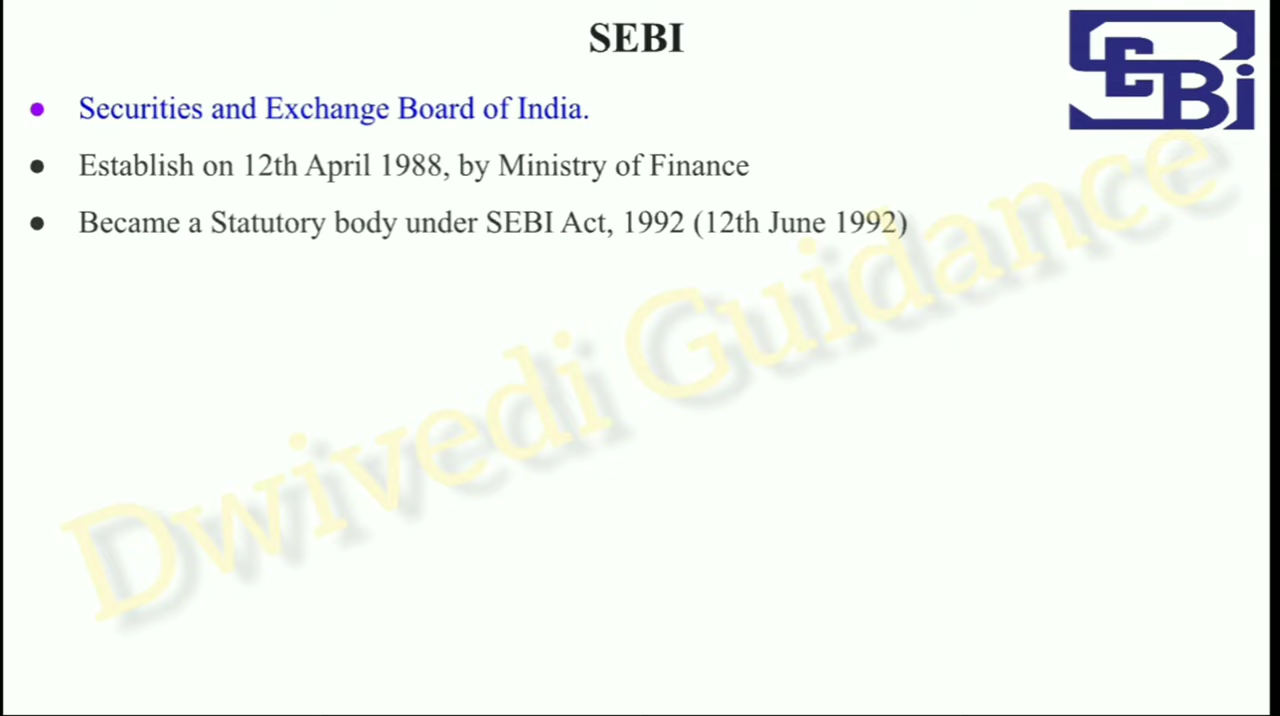 SEBI
SEBi
Securities and Exchange Board of India.
Establish on 12th April 1988, by Ministry of Finance
Became a Statutory body under SEBI Act, 1992 (12th June 1992)
Dwivedi Guidance